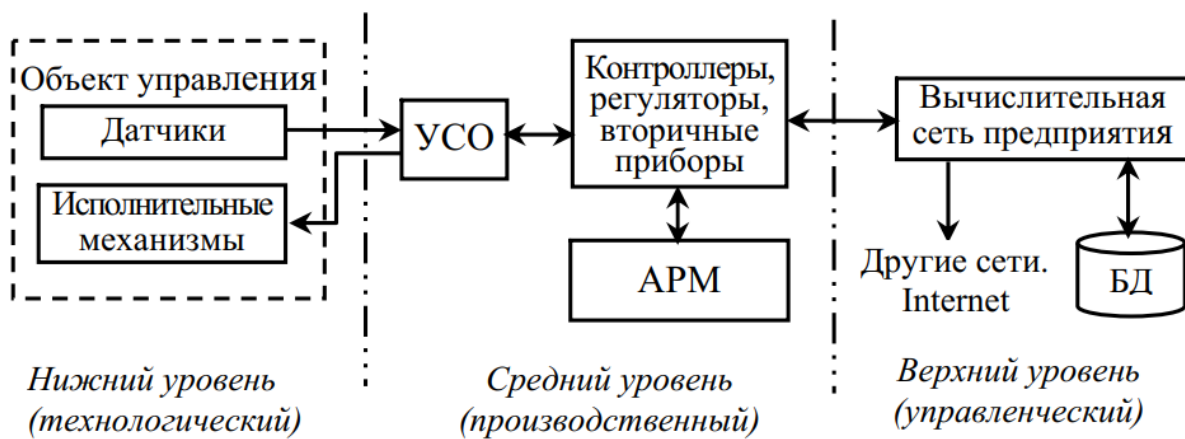 Объект управления
Датчики
Исполнительные
механизмы
УСО
Контроллеры,
регуляторы,
вторичные
приборы
АРМ
Вычислительная
сеть предприятия
Другие сети.
Internet
БД
Нижний уровень
(технологический)
Средний уровень
(производственный)
Верхний уровень
(управленческий)